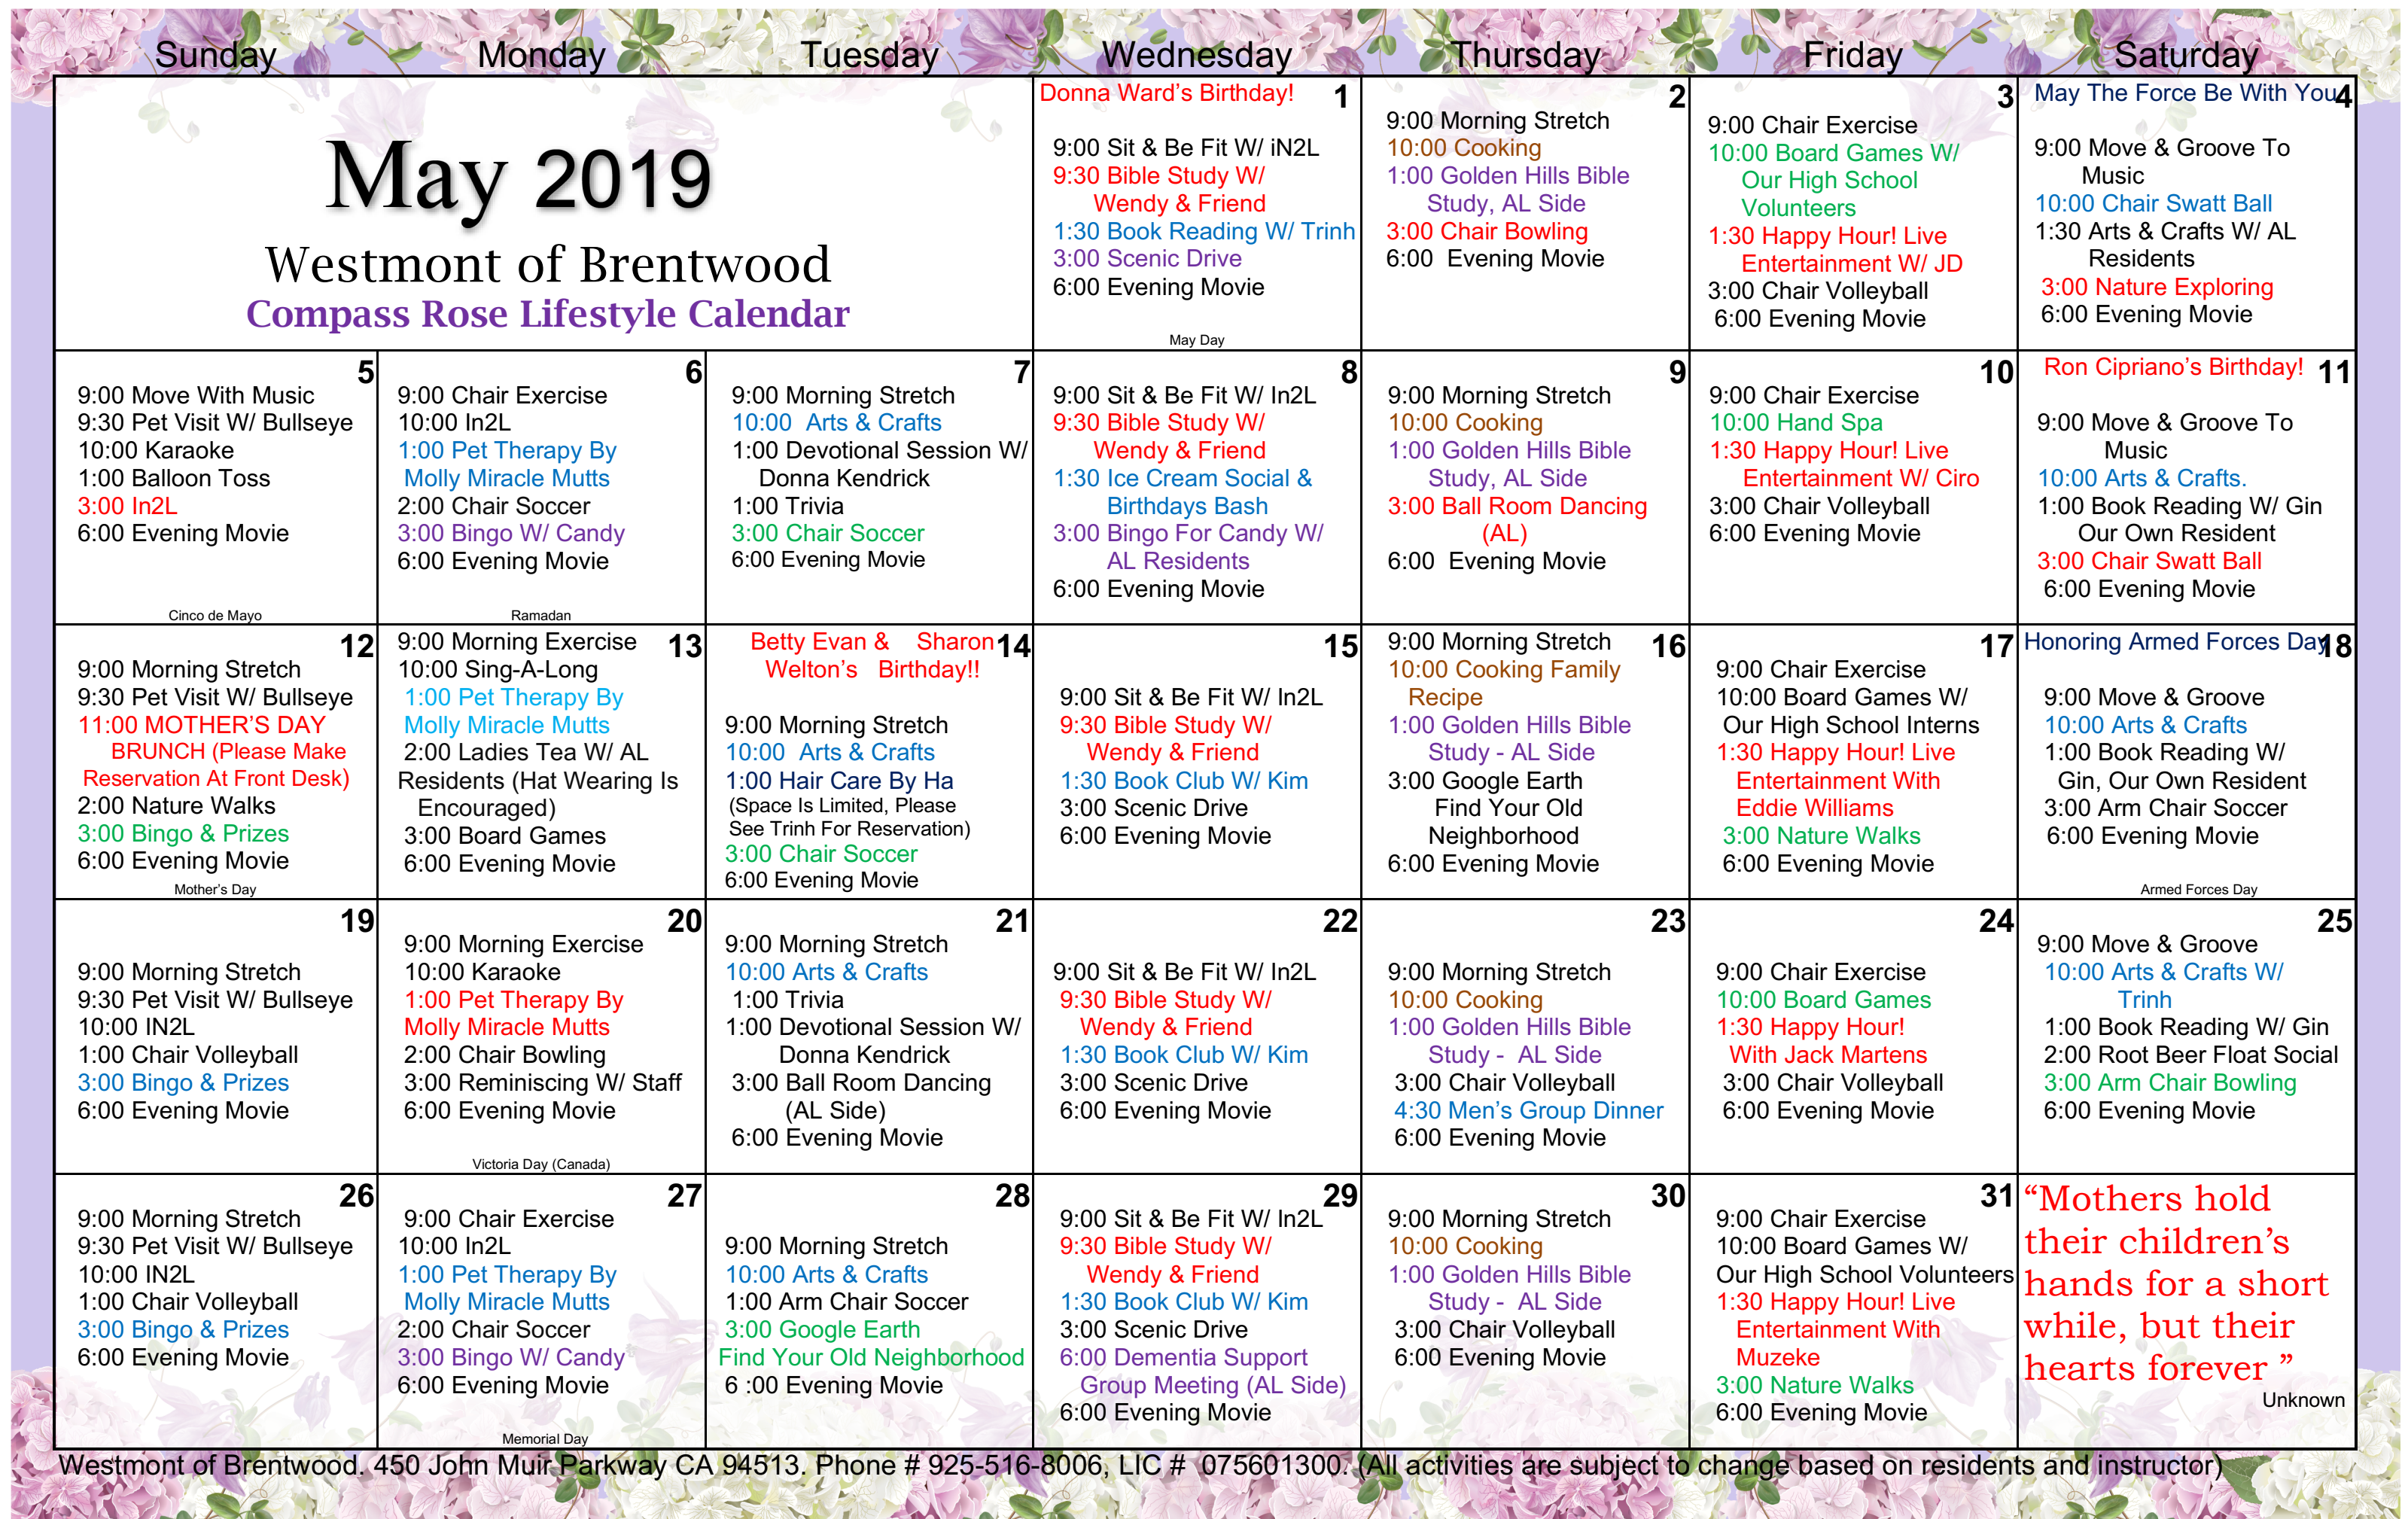 Sunday Monday Tuesday Wednesday Thursday Friday Saturday
May 2019
Westmont of Brentwood
Compass Rose Lifestyle Calendar
Donna Ward's Birthday! 1
9:00 Sit & Be Fit W/ iN2L
9:30 Bible Study W/
Wendy & Friend
1:30 Book Reading W/ Trinh
3:00 Scenic Drive
6:00 Evening Movie
May Day
2
9:00 Morning Stretch
10:00 Cooking
1:00 Golden Hills Bible
Study, AL Side
3:00 Chair Bowling
6:00 Evening Movie
3
9:00 Chair Exercise
10:00 Board Games W/
Our High School
Volunteers
1:30 Happy Hour! Live
Entertainment W/ JD
3:00 Chair Volleyball
6:00 Evening Movie
May The Force Be With You 4
9:00 Move & Groove To
Music
10:00 Chair Swatt Ball
1:30 Arts & Crafts W/ AL
Residents
3:00 Nature Exploring
6:00 Evening Movie
5
9:00 Move With Music
9:30 Pet Visit W/ Bullseye
10:00 Karaoke
1:00 Balloon Toss
3:00 In2L
6:00 Evening Movie
Cinco de Mayo
6
9:00 Chair Exercise
10:00 In2L
1:00 Pet Therapy By
Molly Miracle Mutts
2:00 Chair Soccer
3:00 Bingo W/ Candy
6:00 Evening Movie
Ramadan
7
9:00 Morning Stretch
10:00 Arts & Crafts
1:00 Devotional Session W/
Donna Kendrick
1:00 Trivia
3:00 Chair Soccer
6:00 Evening Movie
8
9:00 Sit & Be Fit W/ In2L
9:30 Bible Study W/
Wendy & Friend
1:30 Ice Cream Social &
Birthdays Bash
3:00 Bingo For Candy W/
AL Residents
6:00 Evening Movie
9
9:00 Morning Stretch
10:00 Cooking
1:00 Golden Hills Bible
Study, AL Side
3:00 Ball Room Dancing
(AL)
6:00 Evening Movie
10
9:00 Chair Exercise
10:00 Hand Spa
1:30 Happy Hour! Live
Entertainment W/ Ciro
3:00 Chair Volleyball
6:00 Evening Movie
Ron Cipriano's Birthday! 11
9:00 Move & Groove To
Music
10:00 Arts & Crafts.
1:00 Book Reading W/ Gin
Our Own Resident
3:00 Chair Swatt Ball
6:00 Evening Movie
12
9:00 Morning Stretch
9:30 Pet Visit W/ Bullseye
11:00 MOTHER'S DAY
BRUNCH (Please Make
Reservation At Front Desk)
2:00 Nature Walks
3:00 Bingo & Prizes
6:00 Evening Movie
Mother's Day
9:00 Morning Exercise 13
10:00 Sing-A-Long
1:00 Pet Therapy By
Molly Miracle Mutts
2:00 Ladies Tea W/ AL
Residents (Hat Wearing Is
Encouraged)
3:00 Board Games
6:00 Evening Movie
Betty Evan & Sharon 14
Welton's Birthday!!
9:00 Morning Stretch
10:00 Arts & Crafts
1:00 Hair Care By Ha
(Space Is Limited, Please
See Trinh For Reservation)
3:00 Chair Soccer
6:00 Evening Movie
15
9:00 Sit & Be Fit W/ In2L
9:30 Bible Study W/
Wendy & Friend
1:30 Book Club W/ Kim
3:00 Scenic Drive
6:00 Evening Movie
9:00 Morning Stretch 16
10:00 Cooking Family
Recipe
1:00 Golden Hills Bible
Study - AL Side
3:00 Google Earth
Find Your Old
Neighborhood
6:00 Evening Movie
17
9:00 Chair Exercise
10:00 Board Games W/
Our High School Interns
1:30 Happy Hour! Live
Entertainment With
Eddie Williams
3:00 Nature Walks
6:00 Evening Movie
Honoring Armed Forces Day 18
9:00 Move & Groove
10:00 Arts & Crafts
1:00 Book Reading W/
Gin, Our Own Resident
3:00 Arm Chair Soccer
6:00 Evening Movie
Armed Forces Day
19
9:00 Morning Stretch
9:30 Pet Visit W/ Bullseye
10:00 IN2L
1:00 Chair Volleyball
3:00 Bingo & Prizes
6:00 Evening Movie
20
9:00 Morning Exercise
10:00 Karaoke
1:00 Pet Therapy By
Molly Miracle Mutts
2:00 Chair Bowling
3:00 Reminiscing W/ Staff
6:00 Evening Movie
Victoria Day (Canada)
21
9:00 Morning Stretch
10:00 Arts & Crafts
1:00 Trivia
1:00 Devotional Session W/
Donna Kendrick
3:00 Ball Room Dancing
(AL Side)
6:00 Evening Movie
22
9:00 Sit & Be Fit W/ In2L
9:30 Bible Study W/
Wendy & Friend
1:30 Book Club W/ Kim
3:00 Scenic Drive
6:00 Evening Movie
23
9:00 Morning Stretch
10:00 Cooking
1:00 Golden Hills Bible
Study - AL Side
3:00 Chair Volleyball
4:30 Men's Group Dinner
6:00 Evening Movie
24
9:00 Chair Exercise
10:00 Board Games
1:30 Happy Hour!
With Jack Martens
3:00 Chair Volleyball
6:00 Evening Movie
25
9:00 Move & Groove
10:00 Arts & Crafts W/
Trinh
1:00 Book Reading W/ Gin
2:00 Root Beer Float Social
3:00 Arm Chair Bowling
6:00 Evening Movie
26
9:00 Morning Stretch
9:30 Pet Visit W/ Bullseye
10:00 IN2L
1:00 Chair Volleyball
3:00 Bingo & Prizes
6:00 Evening Movie
27
9:00 Chair Exercise
10:00 In2L
1:00 Pet Therapy By
Molly Miracle Mutts
2:00 Chair Soccer
3:00 Bingo W/ Candy
6:00 Evening Movie
Memorial Day
28
9:00 Morning Stretch
10:00 Arts & Crafts
1:00 Arm Chair Soccer
3:00 Google Earth
Find Your Old Neighborhood
6 :00 Evening Movie
29
9:00 Sit & Be Fit W/ In2L
9:30 Bible Study W/
Wendy & Friend
1:30 Book Club W/ Kim
3:00 Scenic Drive
6:00 Dementia Support
Group Meeting (AL Side)
6:00 Evening Movie
30
9:00 Morning Stretch
10:00 Cooking
1:00 Golden Hills Bible
Study - AL Side
3:00 Chair Volleyball
6:00 Evening Movie
31
9:00 Chair Exercise
10:00 Board Games W/
Our High School Volunteers
1:30 Happy Hour! Live
Entertainment With
Muzeke
3:00 Nature Walks
6:00 Evening Movie
“Mothers hold
their children's
hands for a short
while, but their
hearts forever ”
Unknown
Westmont of Brentwood. 450 John Muir Parkway CA 94513. Phone # 925-516-8006, LIC # 075601300. (All activities are subject to change based on residents and instructor)